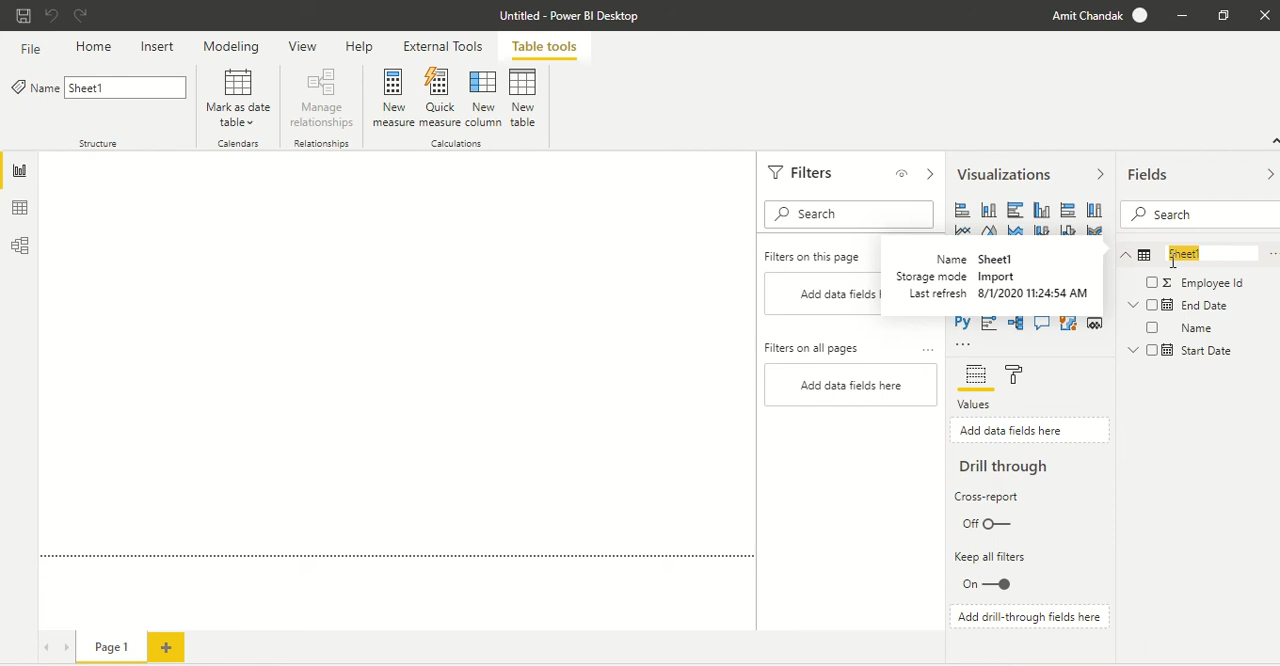 Untitled - Power BI Desktop
Amit Chandak
File Home Insert Modeling View Help External Tools Table tools
Name Sheet1
Mark as date table
Manage relationships
New measure
Quick measure
New column
New table
Structure Calendars Relationships Calculations
Filters
Search
Filters on this page
Add data fields
Filters on all pages
...
Add data fields here
Visualizations
Name Sheet1
Storage mode Import
Last refresh 8/1/2020 11:24:54 AM
Py
...
Values
Add data fields here
Drill through
Cross-report
Off
Keep all filters
On
Add drill-through fields here
Fields
Search
Sheet1
Σ Employee Id
End Date
Name
Start Date
Page 1